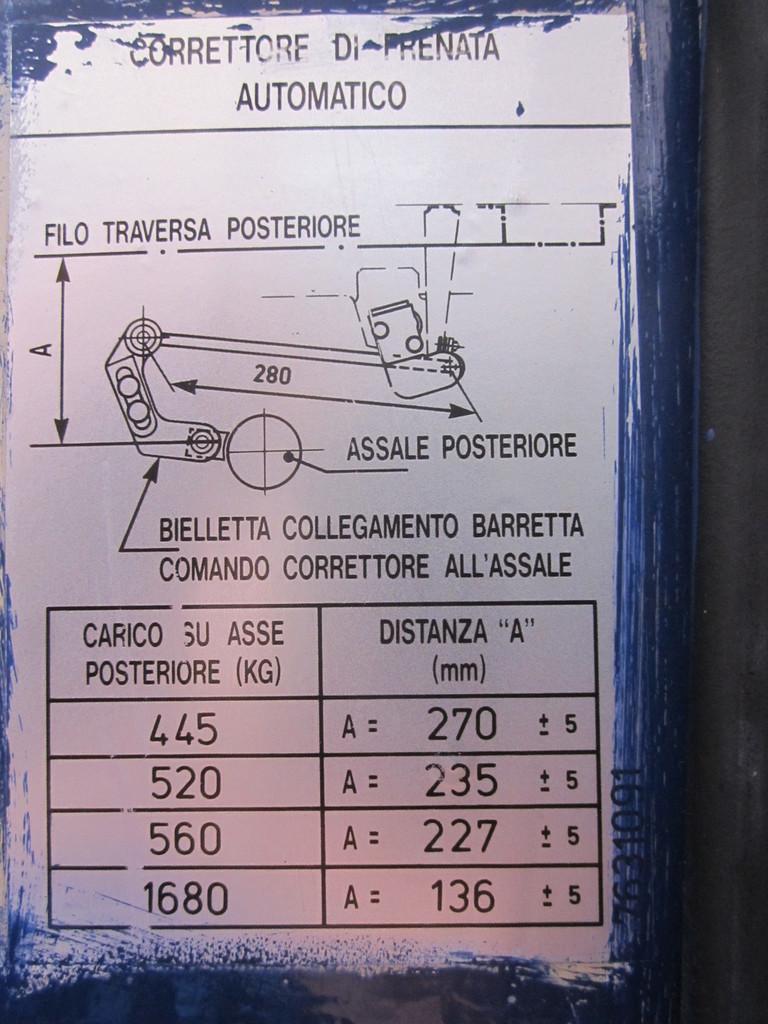 CORRETTORE DI FRENATA
AUTOMATICO
FILO TRAVERSA POSTERIORE
A
280
ASSALE POSTERIORE
BIELLETTA COLLEGAMENTO BARRETTA
COMANDO CORRETTORE ALL'ASSALE
CARICO SU ASSE
POSTERIORE (KG)
DISTANZA "A"
(mm)
445 A = 270 ± 5
520 A = 235 ± 5
560 A = 227 ± 5
1680 A = 136 ± 5
7631091